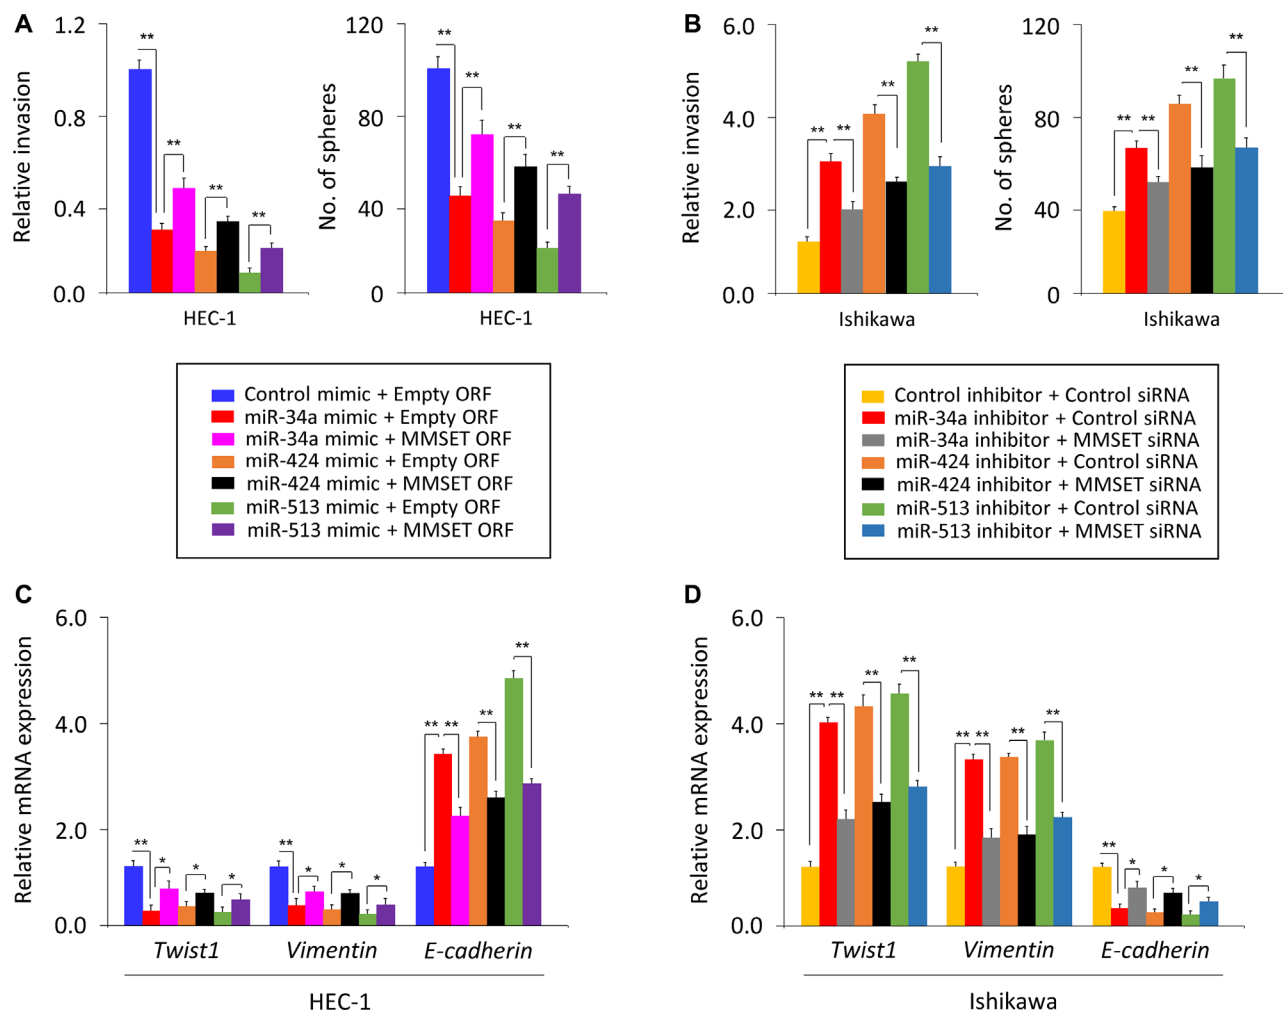 A
Relative invasion
1.2
0.8
0.4
0.0
**
**
**
**
HEC-1
No. of spheres
120
80
40
0
**
**
**
**
HEC-1
B
Relative invasion
6.0
4.0
2.0
0.0
**
**
**
**
Ishikawa
No. of spheres
120
80
40
0
**
**
**
**
Ishikawa
Control mimic + Empty ORF
miR-34a mimic + Empty ORF
miR-34a mimic + MMSET ORF
miR-424 mimic + Empty ORF
miR-424 mimic + MMSET ORF
miR-513 mimic + Empty ORF
miR-513 mimic + MMSET ORF
Control inhibitor + Control siRNA
miR-34a inhibitor + Control siRNA
miR-34a inhibitor + MMSET siRNA
miR-424 inhibitor + Control siRNA
miR-424 inhibitor + MMSET siRNA
miR-513 inhibitor + Control siRNA
miR-513 inhibitor + MMSET siRNA
C
Relative mRNA expression
6.0
4.0
2.0
0.0
**
*
*
*
**
*
*
*
**
**
**
**
Twist1
Vimentin
E-cadherin
HEC-1
D
Relative mRNA expression
6.0
4.0
2.0
0.0
**
**
**
**
**
**
**
**
**
*
*
*
Twist1
Vimentin
E-cadherin
Ishikawa